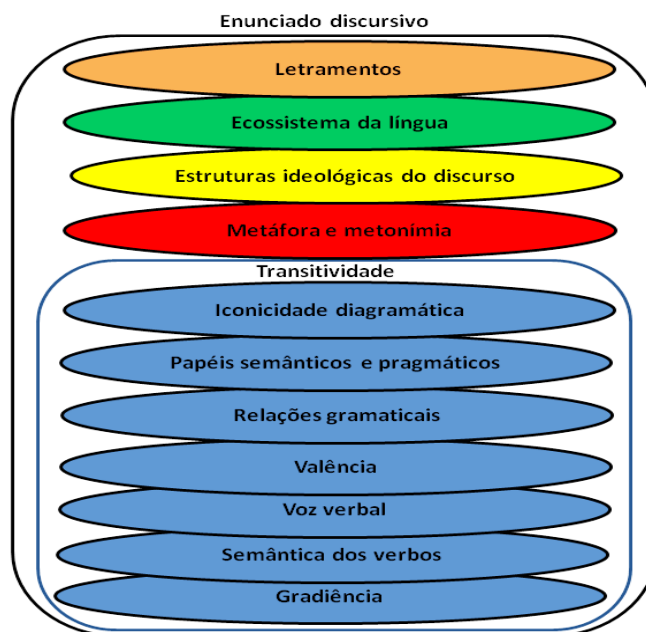 Enunciado discursivo
Letramentos
Ecossistema da língua
Estruturas ideológicas do discurso
Metáfora e metonímia
Transitividade
Iconicidade diagramática
Papéis semânticos e pragmáticos
Relações gramaticais
Valência
Voz verbal
Semântica dos verbos
Gradiência